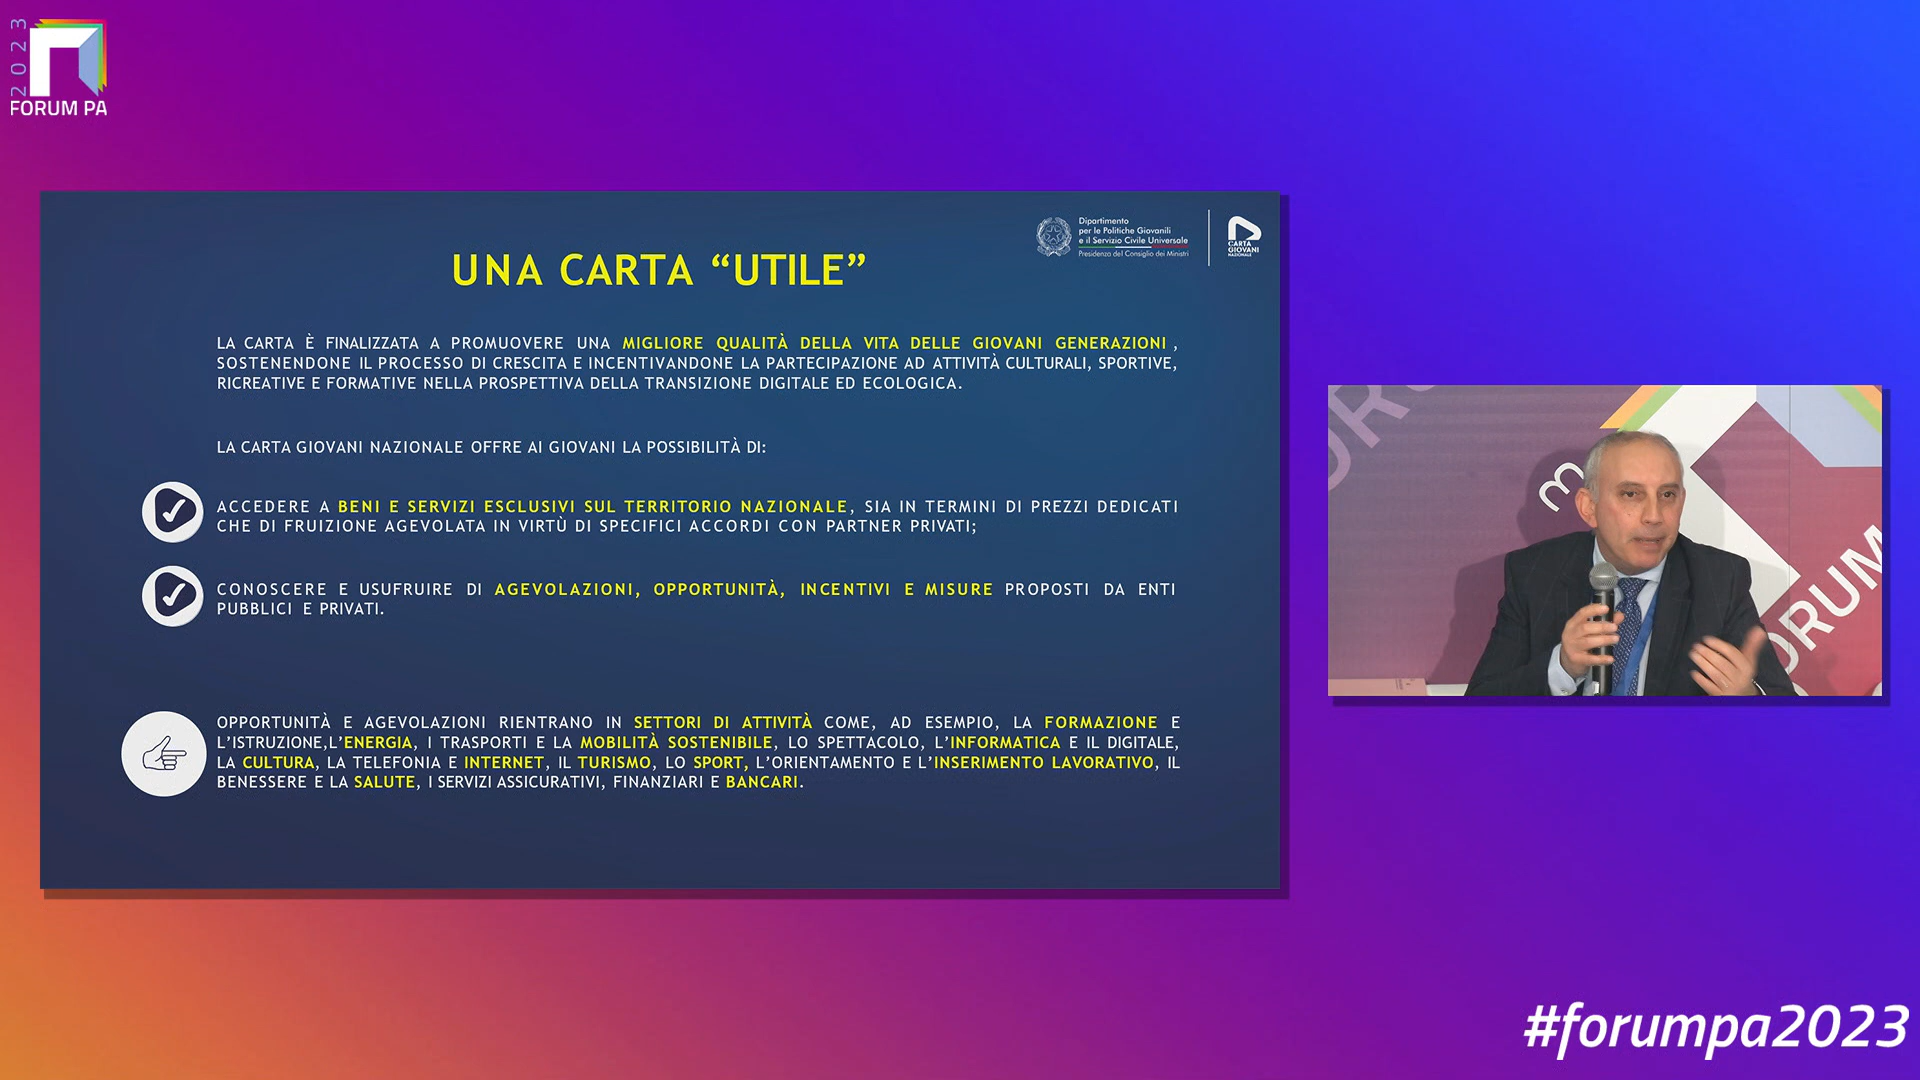 2023
FORUM PA
Dipartimento
per le Politiche Giovanili
e il Servizio Civile Universale
Presidenza del Consiglio dei Ministri
CARTA
GIOVANI
NAZIONALE
UNA CARTA “UTILE”
LA CARTA È FINALIZZATA A PROMUOVERE UNA MIGLIORE QUALITÀ DELLA VITA DELLE GIOVANI GENERAZIONI ,
SOSTENENDONE IL PROCESSO DI CRESCITA E INCENTIVANDONE LA PARTECIPAZIONE AD ATTIVITÀ CULTURALI, SPORTIVE,
RICREATIVE E FORMATIVE NELLA PROSPETTIVA DELLA TRANSIZIONE DIGITALE ED ECOLOGICA.
LA CARTA GIOVANI NAZIONALE OFFRE AI GIOVANI LA POSSIBILITÀ DI:
ACCEDERE A BENI E SERVIZI ESCLUSIVI SUL TERRITORIO NAZIONALE, SIA IN TERMINI DI PREZZI DEDICATI
CHE DI FRUIZIONE AGEVOLATA IN VIRTÙ DI SPECIFICI ACCORDI CON PARTNER PRIVATI;
CONOSCERE E USUFRUIRE DI AGEVOLAZIONI, OPPORTUNITÀ, INCENTIVI E MISURE PROPOSTI DA ENTI
PUBBLICI E PRIVATI.
OPPORTUNITÀ E AGEVOLAZIONI RIENTRANO IN SETTORI DI ATTIVITÀ COME, AD ESEMPIO, LA FORMAZIONE E
L’ISTRUZIONE,L’ENERGIA, I TRASPORTI E LA MOBILITÀ SOSTENIBILE, LO SPETTACOLO, L’INFORMATICA E IL DIGITALE,
LA CULTURA, LA TELEFONIA E INTERNET, IL TURISMO, LO SPORT, L’ORIENTAMENTO E L’INSERIMENTO LAVORATIVO, IL
BENESSERE E LA SALUTE, I SERVIZI ASSICURATIVI, FINANZIARI E BANCARI.
FORUM
#forumpa2023